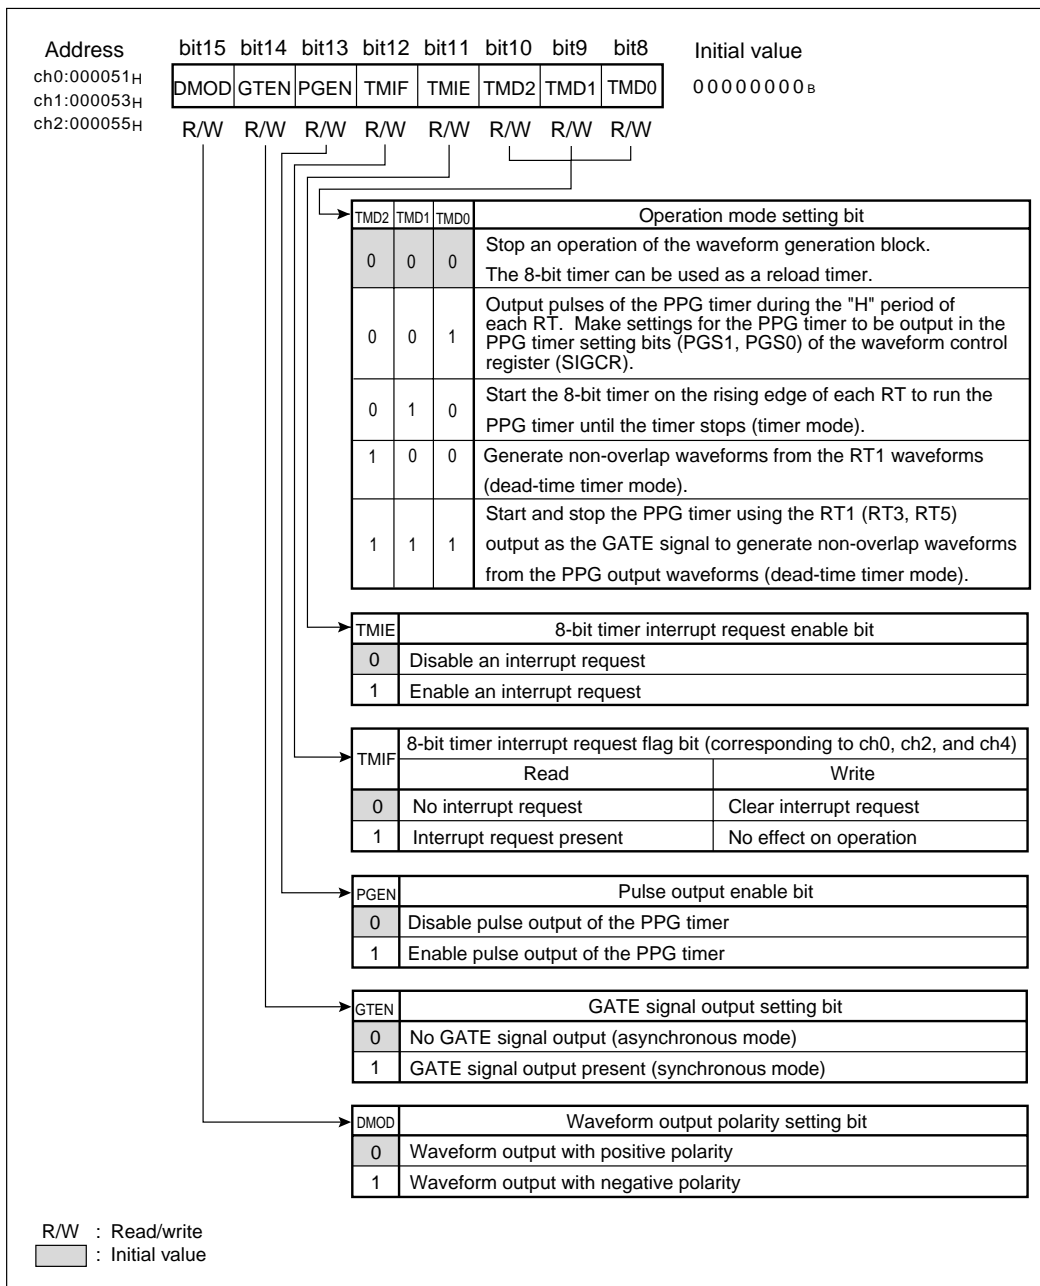 Address bit15 bit14 bit13 bit12 bit11 bit10 bit9 bit8 Initial value
ch0:000051H
ch1:000053H
ch2:000055H
DMOD GTEN PGEN TMIF TMIE TMD2 TMD1 TMD0 00000000B
R/W R/W R/W R/W R/W R/W R/W R/W
TMD2 TMD1 TMD0 Operation mode setting bit
0 0 0 Stop an operation of the waveform generation block.
The 8-bit timer can be used as a reload timer.
0 0 1 Output pulses of the PPG timer during the "H" period of
each RT. Make settings for the PPG timer to be output in the
PPG timer setting bits (PGS1, PGS0) of the waveform control
register (SIGCR).
0 1 0 Start the 8-bit timer on the rising edge of each RT to run the
PPG timer until the timer stops (timer mode).
1 0 0 Generate non-overlap waveforms from the RT1 waveforms
(dead-time timer mode).
1 1 1 Start and stop the PPG timer using the RT1 (RT3, RT5)
output as the GATE signal to generate non-overlap waveforms
from the PPG output waveforms (dead-time timer mode).
TMIE 8-bit timer interrupt request enable bit
0 Disable an interrupt request
1 Enable an interrupt request
TMIF 8-bit timer interrupt request flag bit (corresponding to ch0, ch2, and ch4)
Read Write
0 No interrupt request Clear interrupt request
1 Interrupt request present No effect on operation
PGEN Pulse output enable bit
0 Disable pulse output of the PPG timer
1 Enable pulse output of the PPG timer
GTEN GATE signal output setting bit
0 No GATE signal output (asynchronous mode)
1 GATE signal output present (synchronous mode)
DMOD Waveform output polarity setting bit
0 Waveform output with positive polarity
1 Waveform output with negative polarity
R/W : Read/write
: Initial value